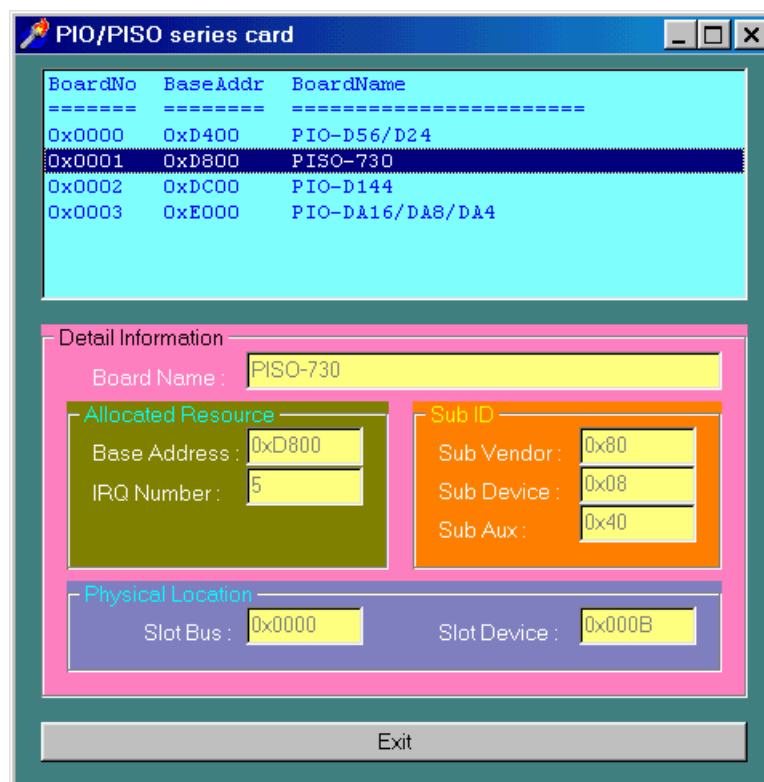 PIO/PISO series card
BoardNo BaseAddr BoardName
======= ======== =======================
0x0000 0xD400 PIO-D56/D24
0x0001 0xD800 PISO-730
0x0002 0xDC00 PIO-D144
0x0003 0xE000 PIO-DA16/DA8/DA4
Detail Information
Board Name : PISO-730
Allocated Resource
Base Address : 0xD800
IRQ Number : 5
Sub ID
Sub Vendor : 0x80
Sub Device : 0x08
Sub Aux : 0x40
Physical Location
Slot Bus : 0x0000 Slot Device : 0x000B
Exit